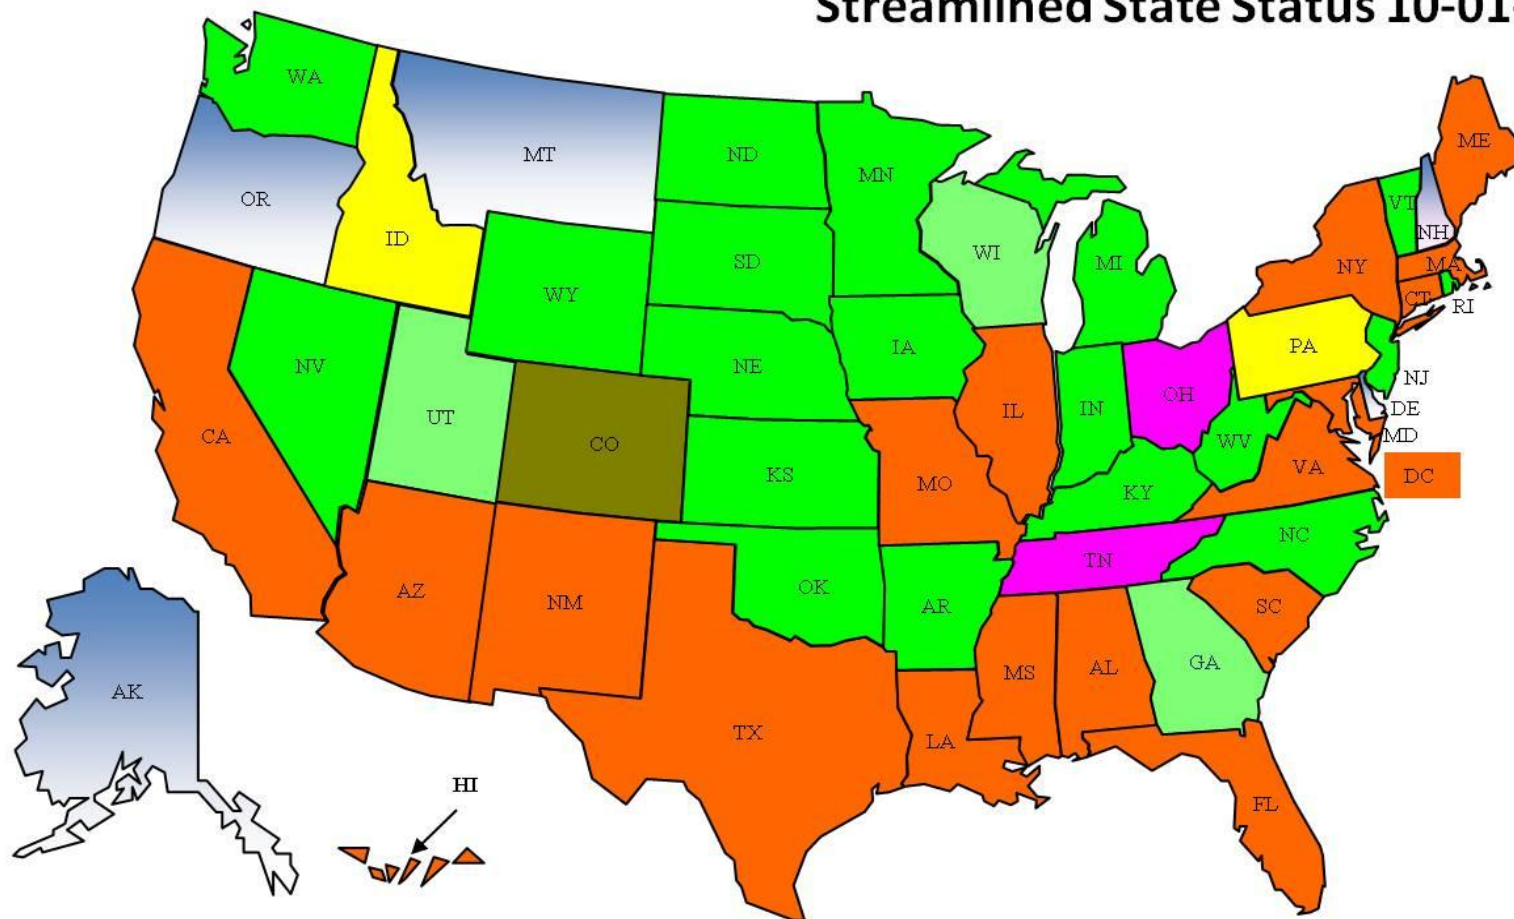 Streamlined State Status 10-01-
WA
MT
ND
MN
ME
OR
ID
VT
NH
WI
SD
MI
NY
MA
WY
CT
RI
IA
PA
NV
NE
NJ
UT
OH
IN
IL
DE
CA
CO
WV
MD
KS
MO
VA
DC
KY
NC
TN
AZ
NM
OK
AR
SC
GA
MS
AL
AK
TX
LA
HI
FL